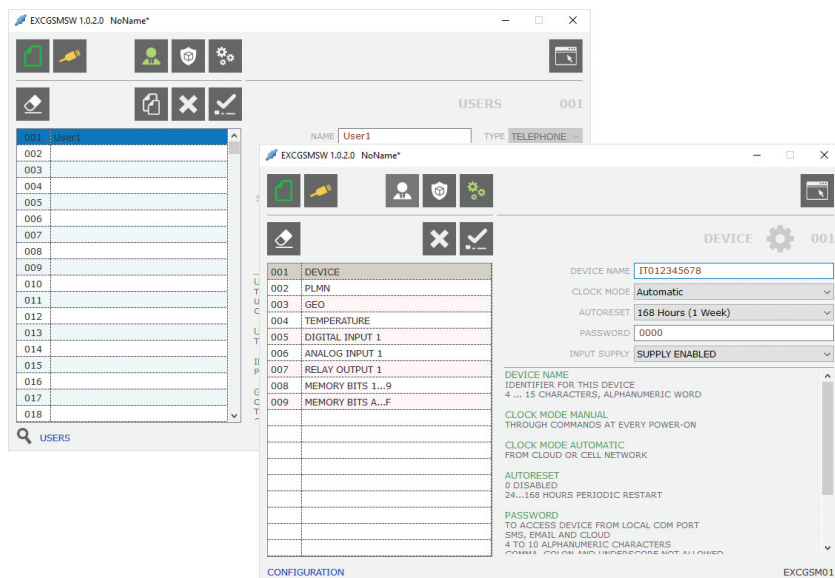 EXCGSMSW 1.0.2.0 NoName*
USERS 001
001 User1
NAME User1
TYPE TELEPHONE
002
003
004
005
006
007
008
009
010
011
012
013
014
015
016
017
018
USERS
EXCGSMSW 1.0.2.0 NoName*
DEVICE 001
001 DEVICE
002 PLMN
003 GEO
004 TEMPERATURE
005 DIGITAL INPUT 1
006 ANALOG INPUT 1
007 RELAY OUTPUT 1
008 MEMORY BITS 1...9
009 MEMORY BITS A...F
DEVICE NAME IT012345678
CLOCK MODE Automatic
AUTORESET 168 Hours (1 Week)
PASSWORD 0000
INPUT SUPPLY SUPPLY ENABLED
DEVICE NAME
IDENTIFIER FOR THIS DEVICE
4 ... 15 CHARACTERS, ALPHANUMERIC WORD
CLOCK MODE MANUAL
THROUGH COMMANDS AT EVERY POWER-ON
CLOCK MODE AUTOMATIC
FROM CLOUD OR CELL NETWORK
AUTORESET
0 DISABLED
24...168 HOURS PERIODIC RESTART
PASSWORD
TO ACCESS DEVICE FROM LOCAL COM PORT
SMS, EMAIL AND CLOUD
4 TO 10 ALPHANUMERIC CHARACTERS
COMMA, COLON AND UNDERSCORE NOT ALLOWED
CONFIGURATION
EXCGSM01